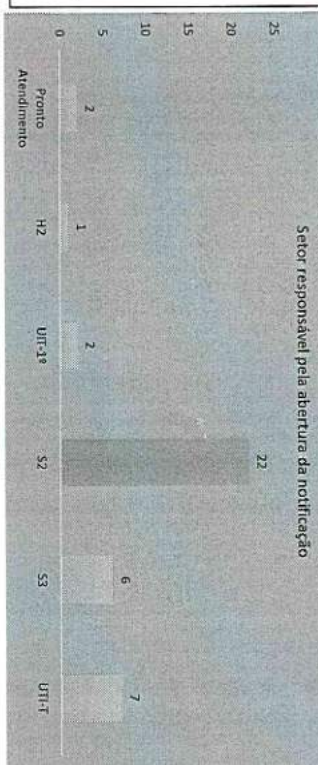 Setor responsável pela abertura da notificação
25
20
15
10
5
0
2
1
2
22
6
7
Pronto
Atendimento
H2
UIT-1º
S2
S3
UTI-T